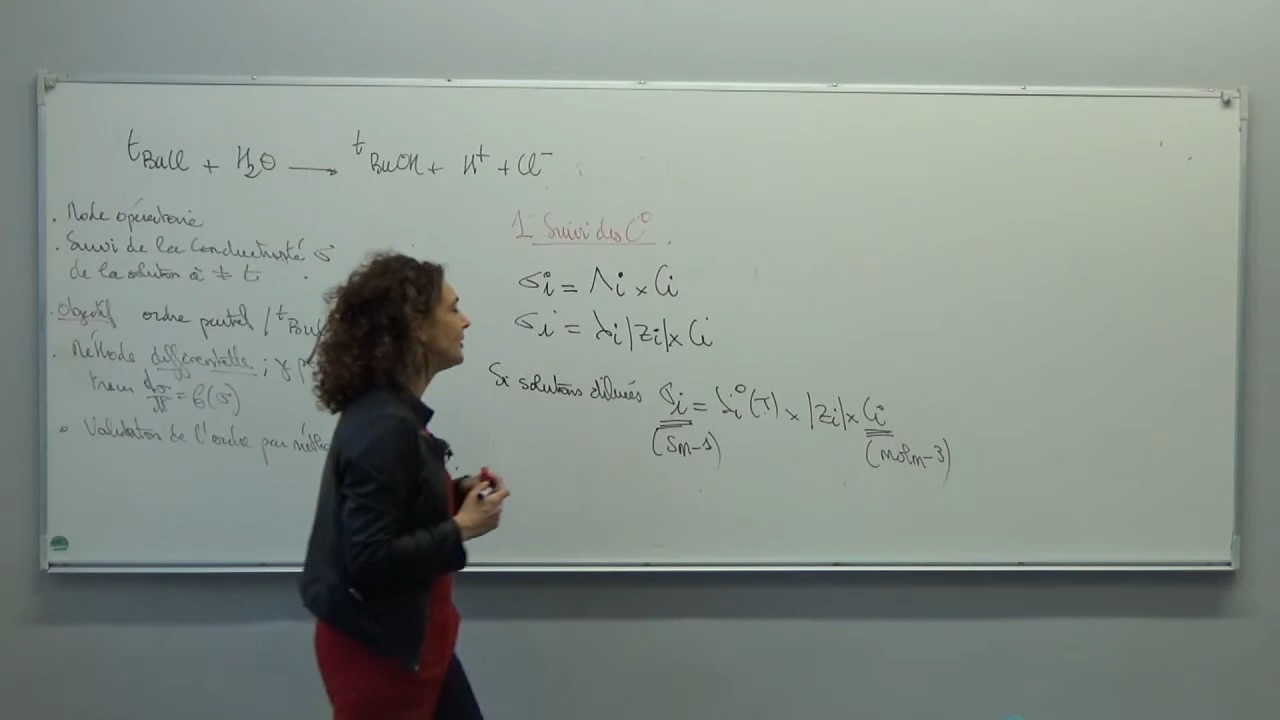 tBuCl + H₂O ⟶ tBuOH + H⁺ + Cl⁻
. Mode opératoire
. Suivi de la conductivité σ
de la solution à ≠ t
. Objectif ordre partiel / tBuCl
. Méthode différentielle ;
tracer dσ/dt = f(σ)
. Validation de l'ordre par
1 Suivi des C°
σi = Λi × Ci
σi = λi |zi| × Ci
Si solutions diluées σi = λi°(T) × |zi| × Ci
(Sm-1) (molm-3)